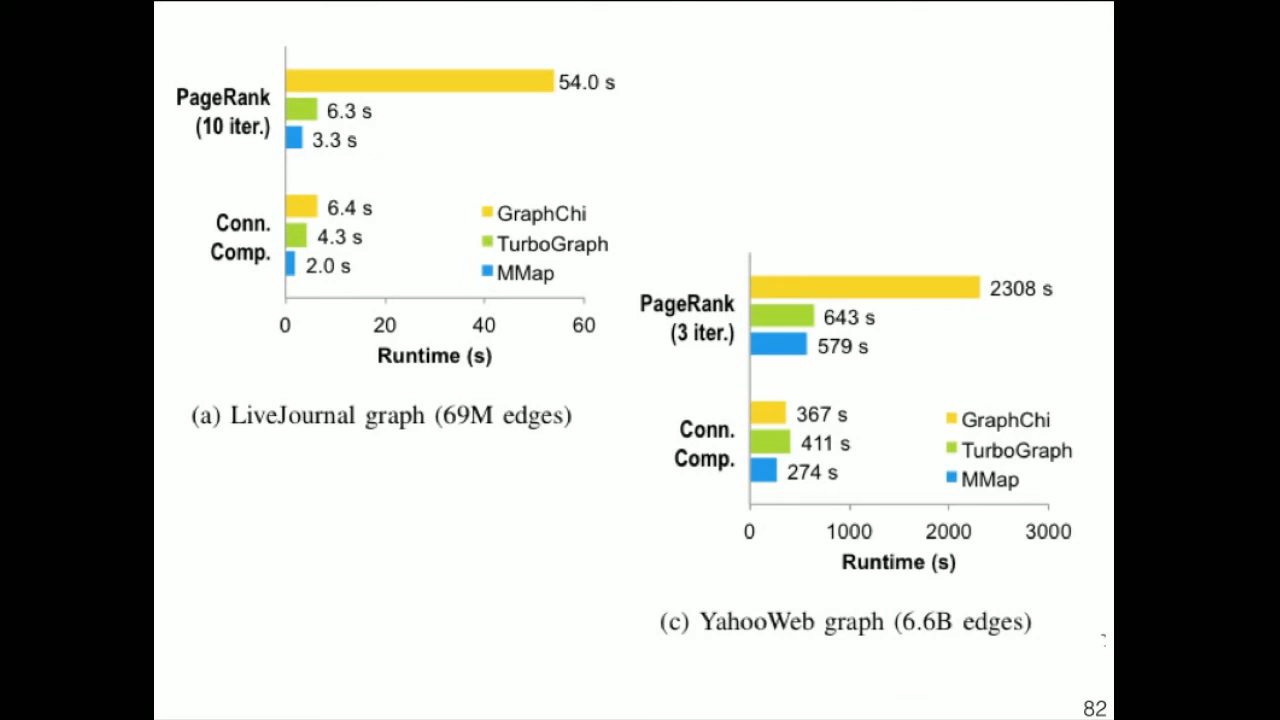 PageRank
(10 iter.)
54.0 s
6.3 s
3.3 s
Conn.
Comp.
6.4 s
4.3 s
2.0 s
GraphChi
TurboGraph
MMap
0 20 40 60
Runtime (s)
(a) LiveJournal graph (69M edges)
PageRank
(3 iter.)
2308 s
643 s
579 s
Conn.
Comp.
367 s
411 s
274 s
GraphChi
TurboGraph
MMap
0 1000 2000 3000
Runtime (s)
(c) YahooWeb graph (6.6B edges)
82